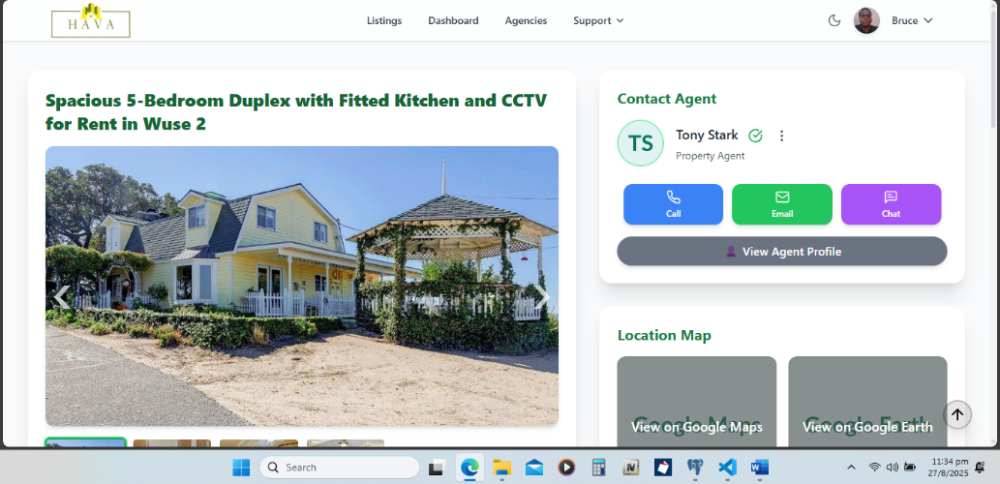 HAVA
Listings
Dashboard
Agencies
Support
Bruce
Spacious 5-Bedroom Duplex with Fitted Kitchen and CCTV
for Rent in Wuse 2
Contact Agent
TS
Tony Stark
Property Agent
Call
Email
Chat
View Agent Profile
Location Map
Google Maps
View on Google Maps
Google Earth
View on Google Earth
Search
11:34 pm
27/8/2025